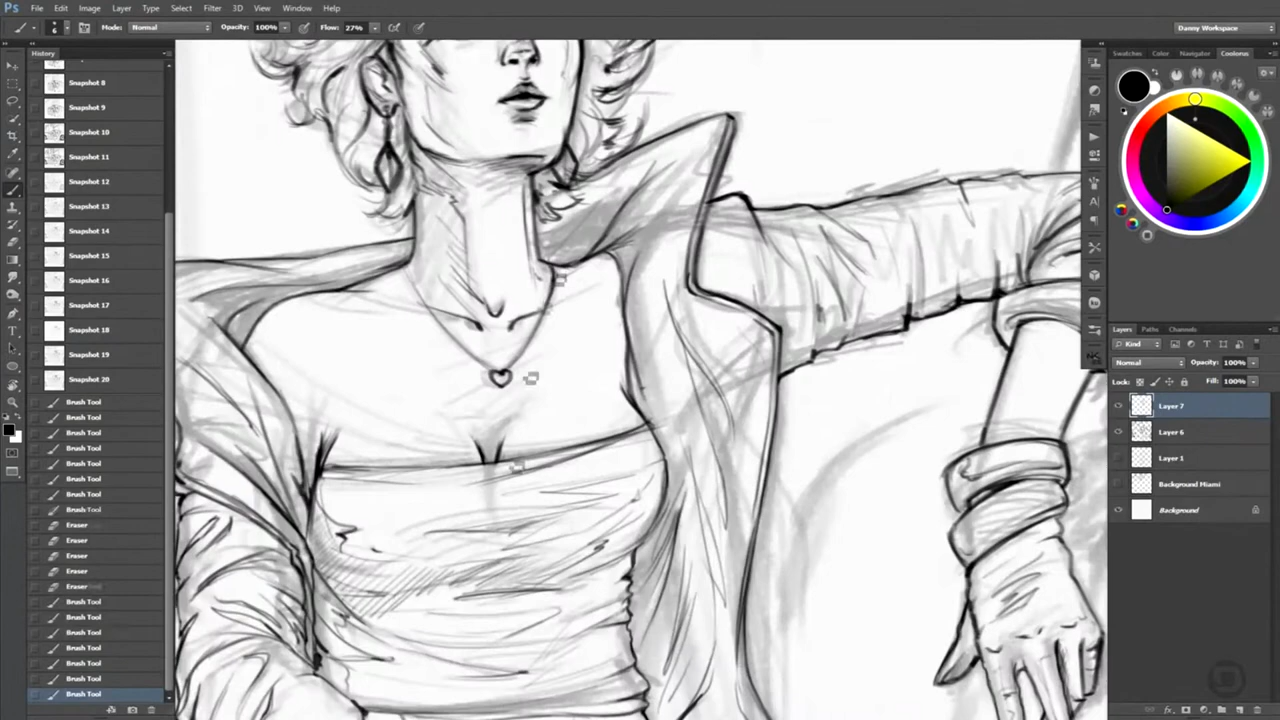 Ps File Edit Image Layer Type Select Filter 3D View Window Help
6 Mode: Normal Opacity: 100% Flow: 27% Danny Workspace
History
Snapshot 8
Snapshot 9
Snapshot 10
Snapshot 11
Snapshot 12
Snapshot 13
Snapshot 14
Snapshot 15
Snapshot 16
Snapshot 17
Snapshot 18
Snapshot 19
Snapshot 20
Brush Tool
Brush Tool
Brush Tool
Brush Tool
Brush Tool
Brush Tool
Brush Tool
Brush Tool
Eraser
Eraser
Eraser
Eraser
Eraser
Brush Tool
Brush Tool
Brush Tool
Brush Tool
Brush Tool
Brush Tool
Brush Tool
Swatches Color Navigator Coolorus
Layers Paths Channels
Kind
Normal Opacity: 100%
Lock: Fill: 100%
Layer 7
Layer 6
Layer 1
Background Miami
Background
fx